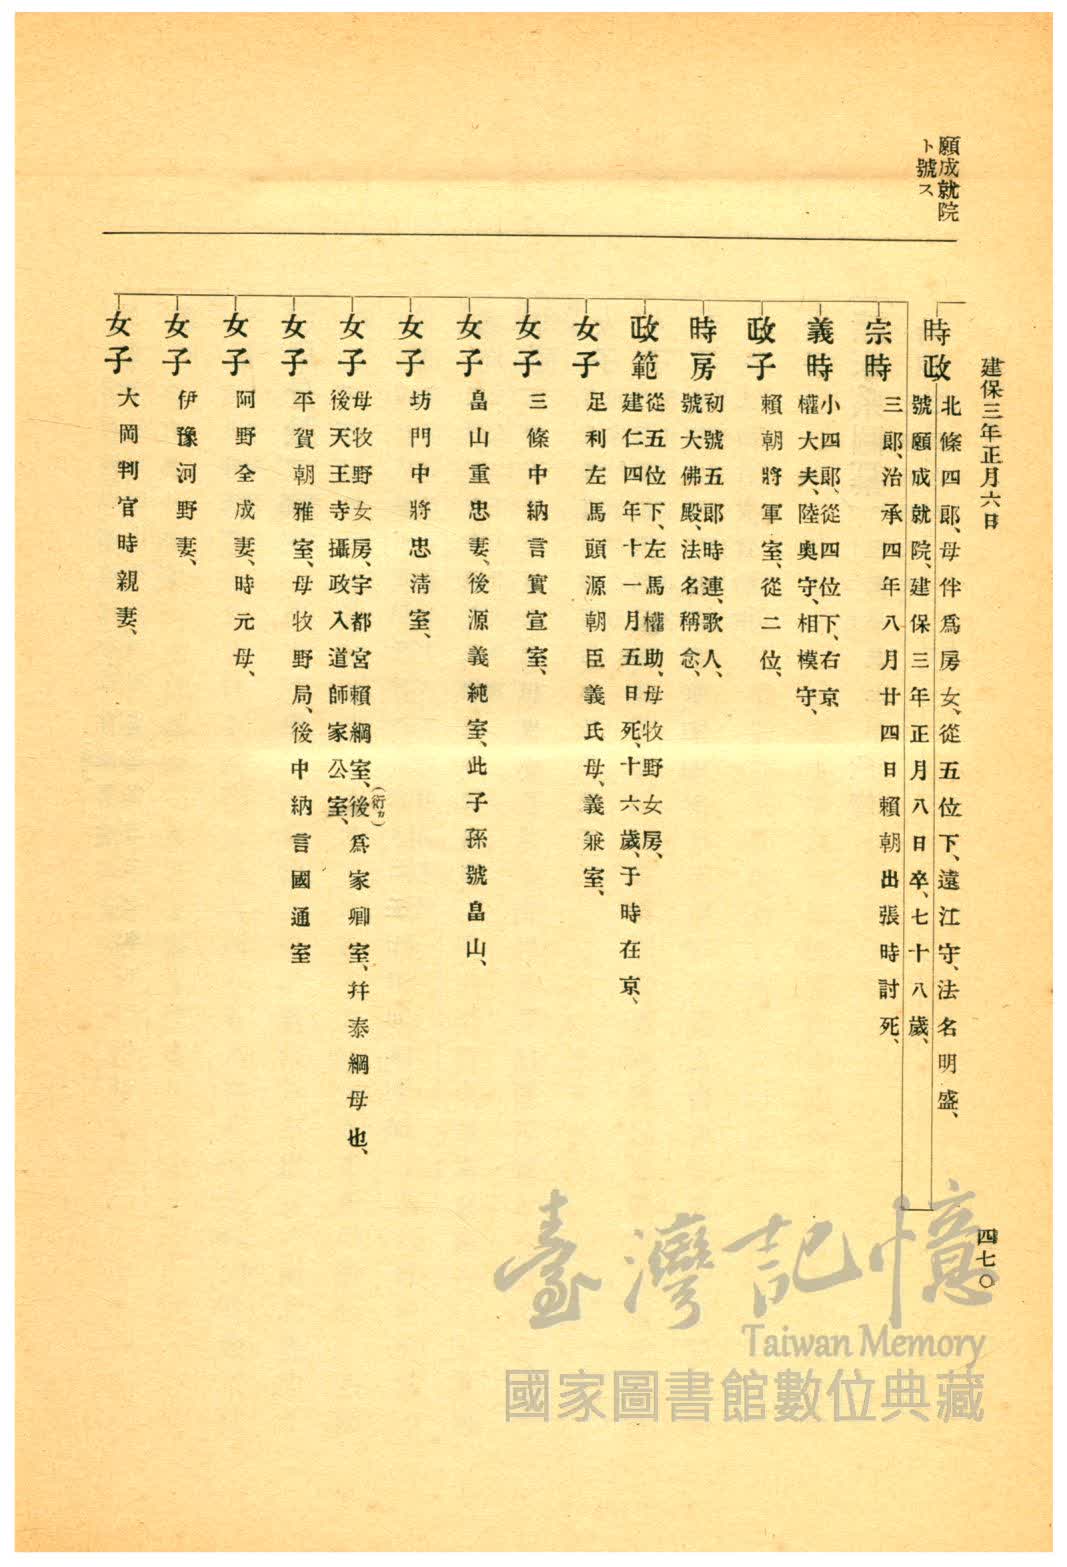 建保三年正月六日
四七〇
願成就院
ト號ス
時政
北條四郎、母伴爲房女、從五位下、遠江守、法名明盛、
號願成就院、建保三年正月八日卒、七十八歲、
宗時
三郎、治承四年八月廿四日賴朝出張時討死、
義時
小四郎、從四位下、右京
權大夫、陸奥守、相模守、
政子
賴朝將軍室、從二位、
時房
初號五郎時連、歌人、
號大佛殿、法名稱念、
政範
從五位下、左馬權助、母牧野女房、
建仁四年十一月五日死、十六歲、于時在京、
女子
足利左馬頭源朝臣義氏母、義兼室、
女子
三條中納言實宣室、
女子
畠山重忠妻、後源義純室、此子孫號畠山、
女子
坊門中將忠淸室、
女子
母牧野女房、宇都宮賴綱室、後爲家卿室、幷泰綱母也、
(衍カ)
後天王寺攝政入道師家公室、
女子
平賀朝雅室、母牧野局、後中納言國通室
女子
阿野全成妻、時元母、
女子
伊豫河野妻、
女子
大岡判官時親妻、
臺灣記憶
Taiwan Memory
國家圖書館數位典藏